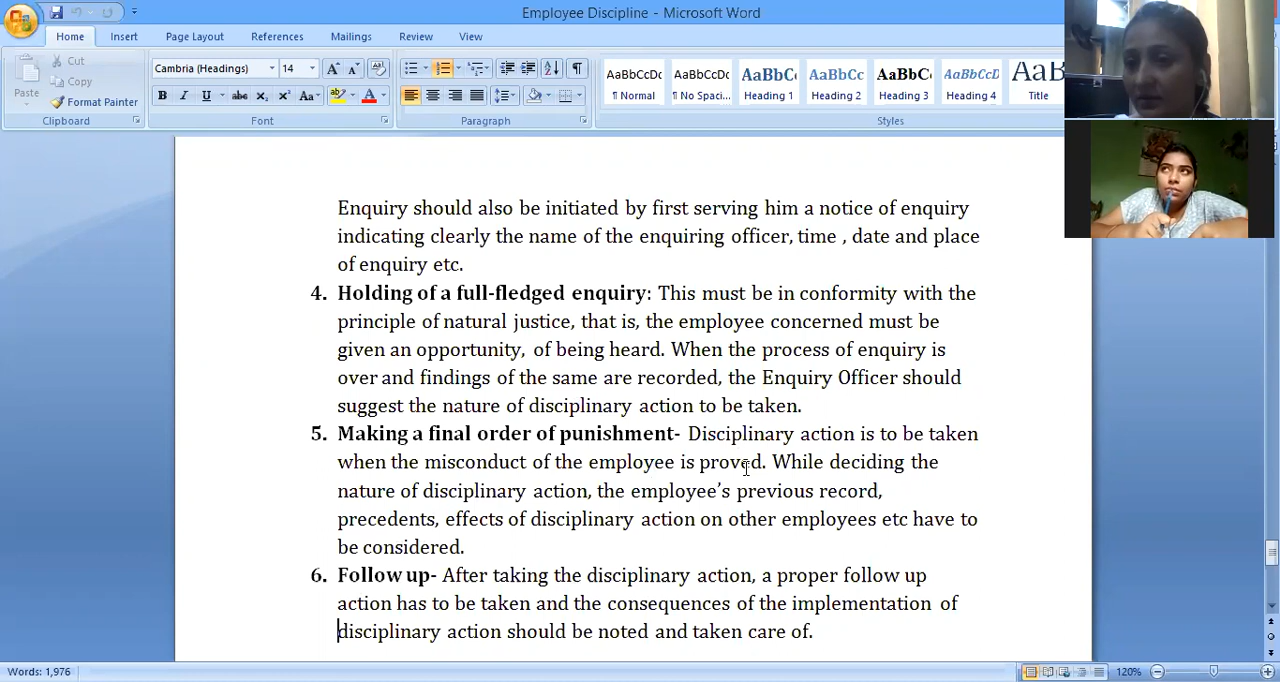 Employee Discipline - Microsoft Word
Home Insert Page Layout References Mailings Review View
Cut
Copy
Paste
Format Painter
Cambria (Headings) 14
AaBbCcDc AaBbCcDc AaBbC AaBbCc AaBbCc AaBbCcD AaB
¶ Normal ¶ No Spaci... Heading 1 Heading 2 Heading 3 Heading 4 Title
Clipboard Font Paragraph Styles
Enquiry should also be initiated by first serving him a notice of enquiry
indicating clearly the name of the enquiring officer, time , date and place
of enquiry etc.
4. Holding of a full-fledged enquiry: This must be in conformity with the
principle of natural justice, that is, the employee concerned must be
given an opportunity, of being heard. When the process of enquiry is
over and findings of the same are recorded, the Enquiry Officer should
suggest the nature of disciplinary action to be taken.
5. Making a final order of punishment- Disciplinary action is to be taken
when the misconduct of the employee is proved. While deciding the
nature of disciplinary action, the employee’s previous record,
precedents, effects of disciplinary action on other employees etc have to
be considered.
6. Follow up- After taking the disciplinary action, a proper follow up
action has to be taken and the consequences of the implementation of
disciplinary action should be noted and taken care of.
Words: 1,976 120%